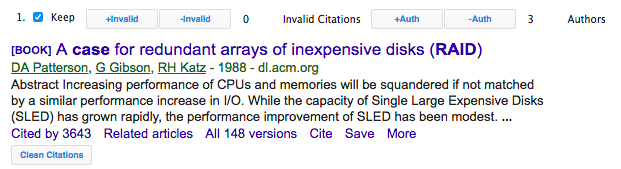 1. Keep +Invalid -Invalid 0 Invalid Citations +Auth -Auth 3 Authors
[BOOK] A case for redundant arrays of inexpensive disks (RAID)
DA Patterson, G Gibson, RH Katz - 1988 - dl.acm.org
Abstract Increasing performance of CPUs and memories will be squandered if not matched
by a similar performance increase in I/O. While the capacity of Single Large Expensive Disks
(SLED) has grown rapidly, the performance improvement of SLED has been modest. ...
Cited by 3643 Related articles All 148 versions Cite Save More
Clean Citations